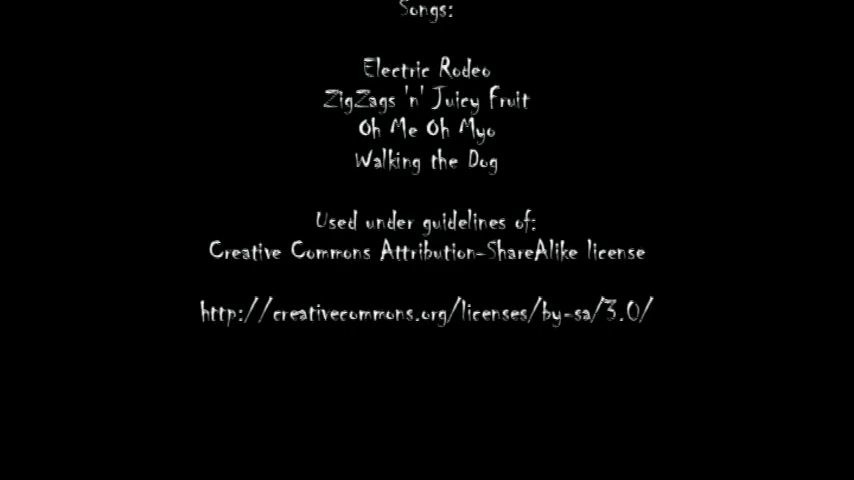 Songs:
Electric Rodeo
ZigZags 'n' Juicy Fruit
Oh Me Oh Myo
Walking the Dog
Used under guidelines of:
Creative Commons Attribution-ShareAlike license
http://creativecommons.org/licenses/by-sa/3.0/